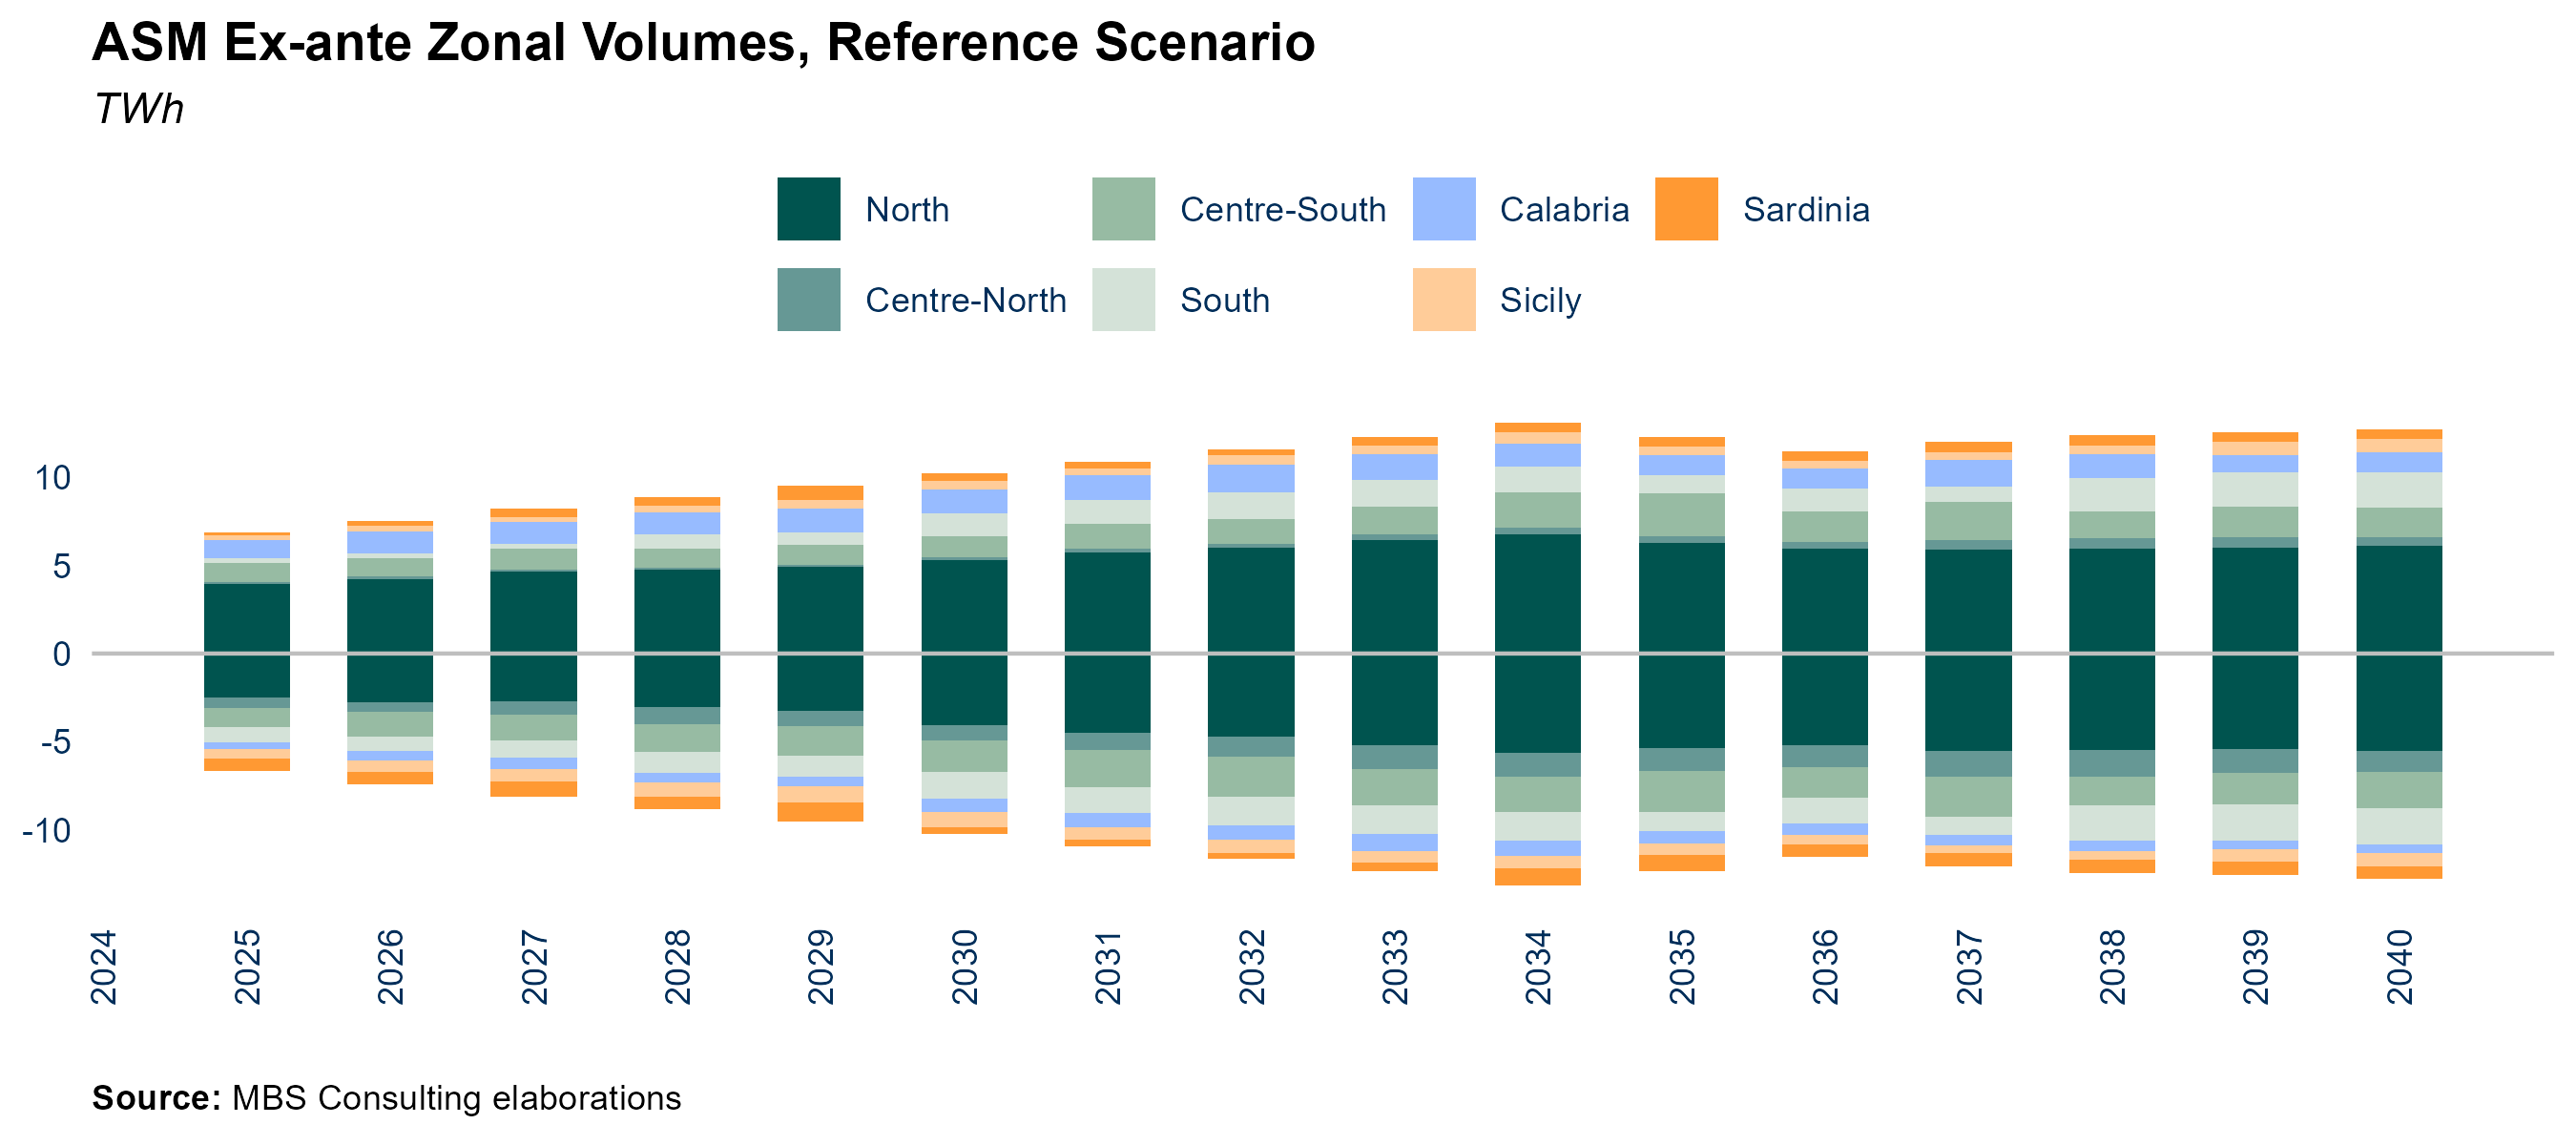 ASM Ex-ante Zonal Volumes, Reference Scenario
TWh
North Centre-South Calabria Sardinia
Centre-North South Sicily
10
5
0
-5
-10
2024 2025 2026 2027 2028 2029 2030 2031 2032 2033 2034 2035 2036 2037 2038 2039 2040
Source: MBS Consulting elaborations